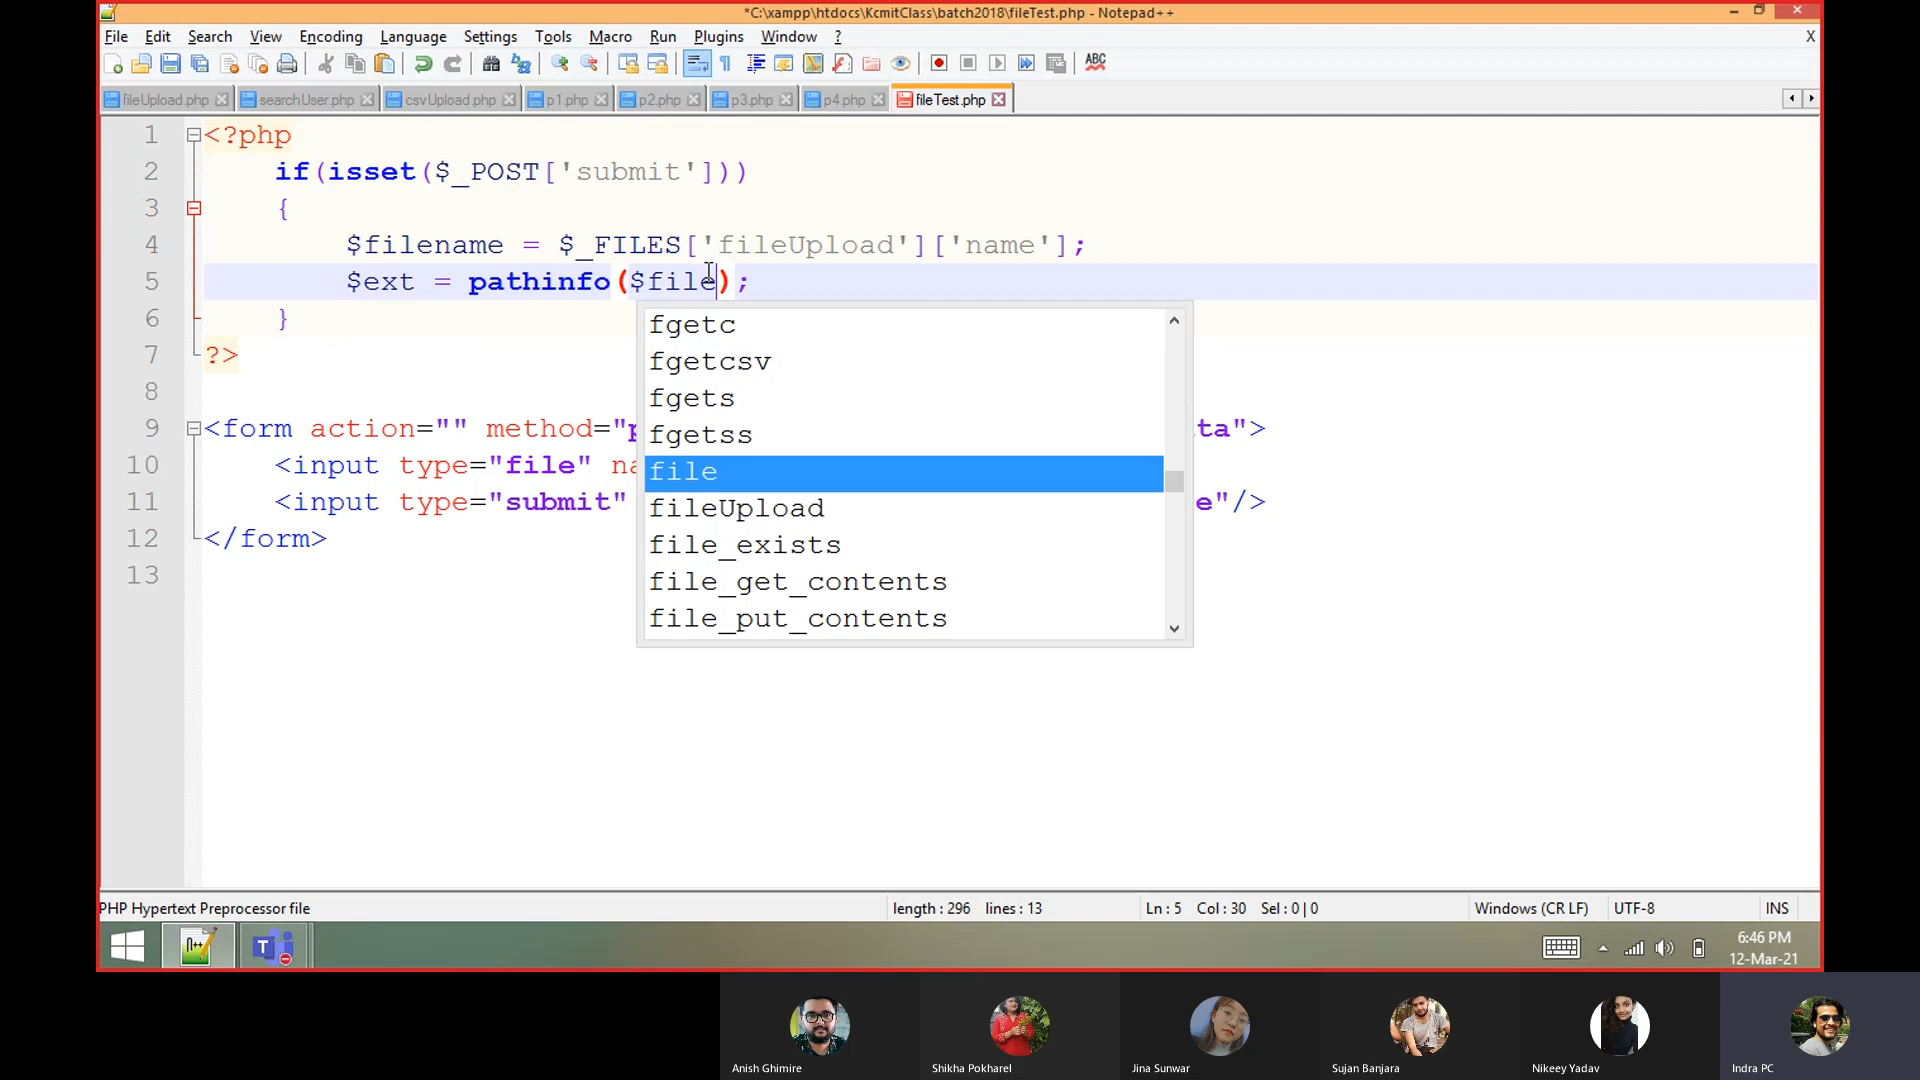 *C:\xampp\htdocs\KcmitClass\batch2018\fileTest.php - Notepad++
File Edit Search View Encoding Language Settings Tools Macro Run Plugins Window ? X
fileUpload.php searchUser.php csvUpload.php p1.php p2.php p3.php p4.php fileTest.php
1 <?php
2 if(isset($_POST['submit']))
3 {
4 $filename = $_FILES['fileUpload']['name'];
5 $ext = pathinfo($file);
6 }
7 ?>
8
9 <form action="" method="p ta">
10 <input type="file" na
11 <input type="submit" e"/>
12 </form>
13
fgetc
fgetcsv
fgets
fgetss
file
fileUpload
file_exists
file_get_contents
file_put_contents
PHP Hypertext Preprocessor file length : 296 lines : 13 Ln : 5 Col : 30 Sel : 0 | 0 Windows (CR LF) UTF-8 INS
6:46 PM
12-Mar-21
Anish Ghimire Shikha Pokharel Jina Sunwar Sujan Banjara Nikeey Yadav Indra PC